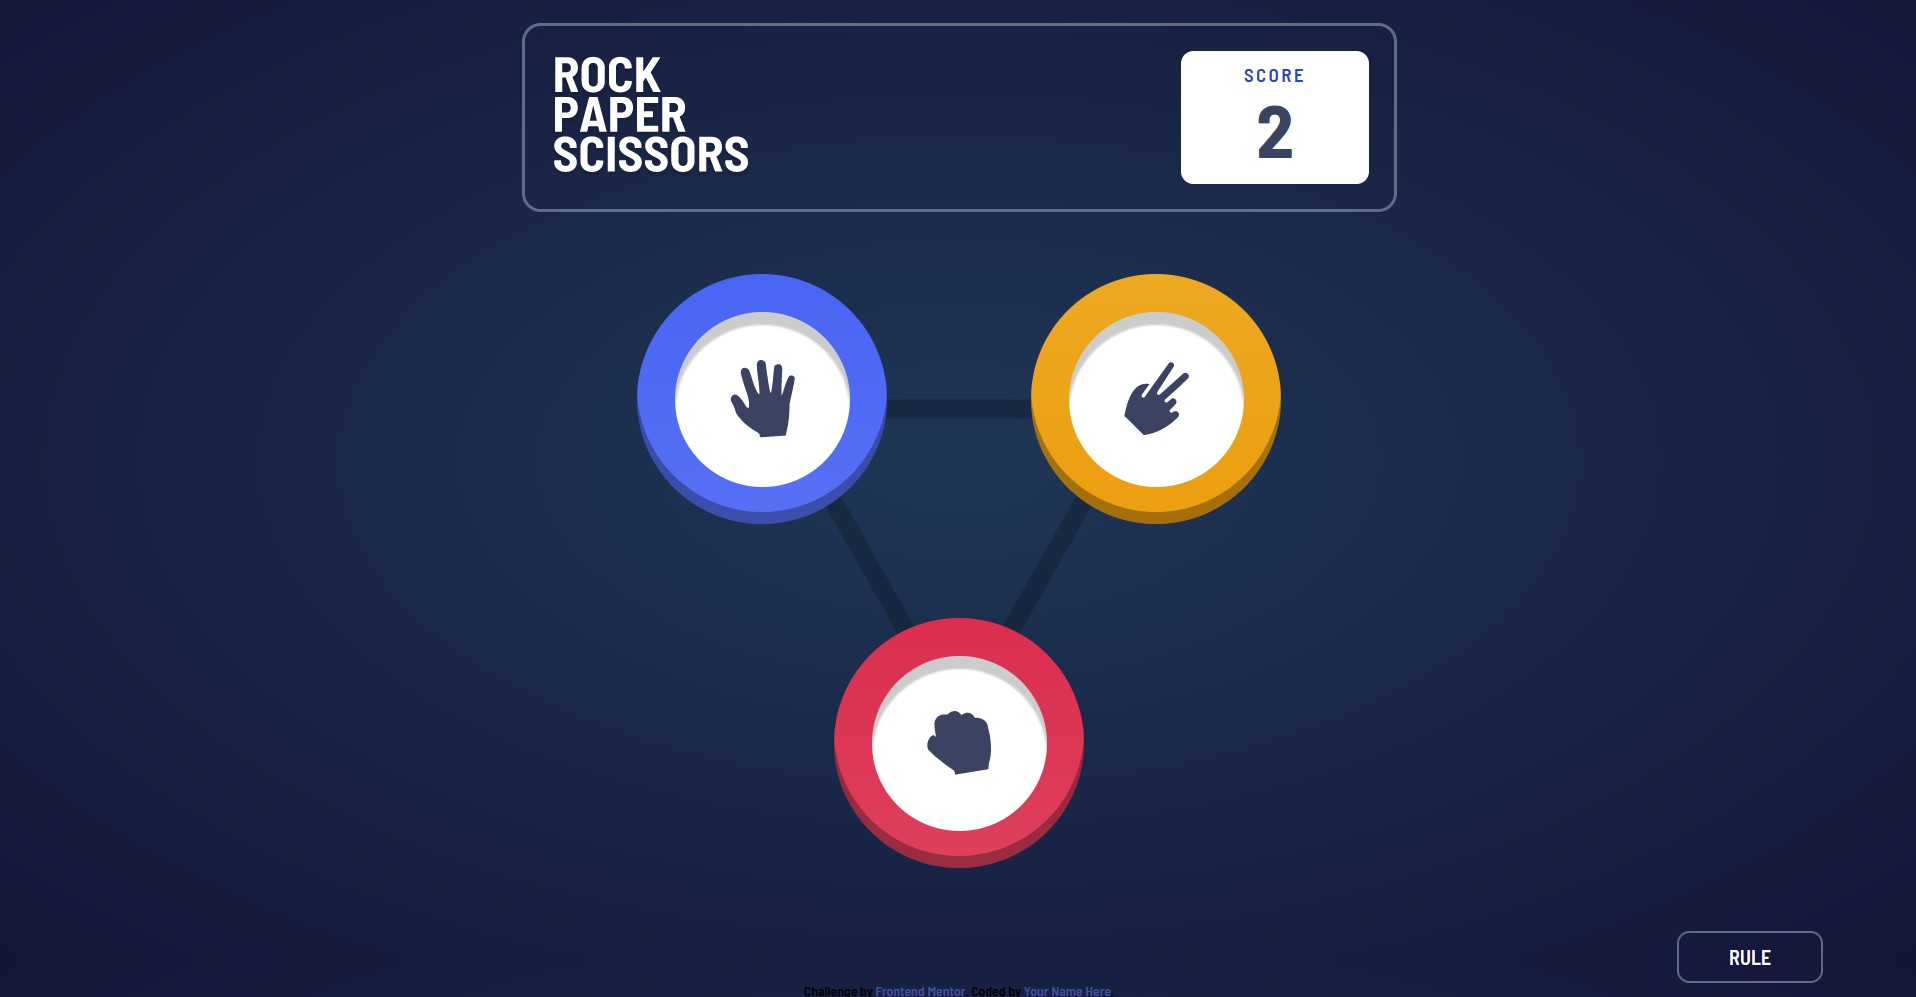 ROCK
PAPER
SCISSORS
SCORE
2
RULE
Challenge by Frontend Mentor. Coded by Your Name Here.